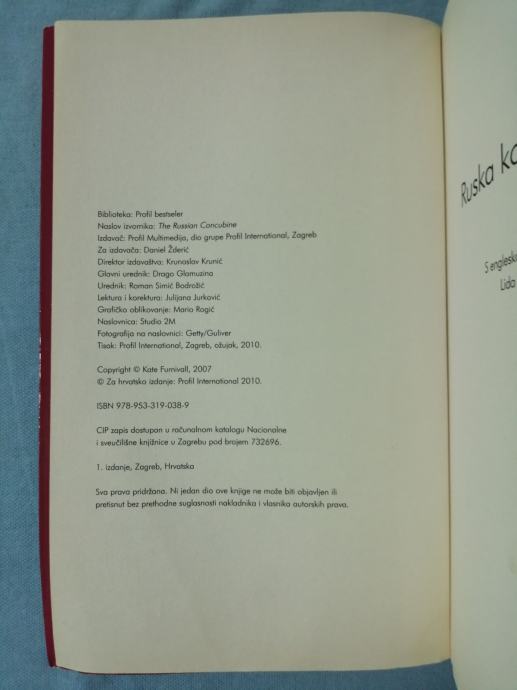 Biblioteka: Profil bestseler
Naslov izvornika: The Russian Concubine
Izdavač: Profil Multimedija, dio grupe Profil International, Zagreb
Za izdavača: Daniel Žderić
Direktor izdavaštva: Krunoslav Krunić
Glavni urednik: Drago Glamuzina
Urednik: Roman Simić Bodrožić
Lektura i korektura: Julijana Jurković
Grafičko oblikovanje: Mario Rogić
Naslovnica: Studio 2M
Fotografija na naslovnici: Getty/Guliver
Tisak: Profil International, Zagreb, ožujak, 2010.
Copyright © Kate Furnivall, 2007
© Za hrvatsko izdanje: Profil International 2010.
ISBN 978-953-319-038-9
CIP zapis dostupan u računalnom katalogu Nacionalne
i sveučilišne knjižnice u Zagrebu pod brojem 732696.
1. izdanje, Zagreb, Hrvatska
Sva prava pridržana. Ni jedan dio ove knjige ne može biti objavljen ili
pretisnut bez prethodne suglasnosti nakladnika i vlasnika autorskih prava.
Ruska
S
Lida